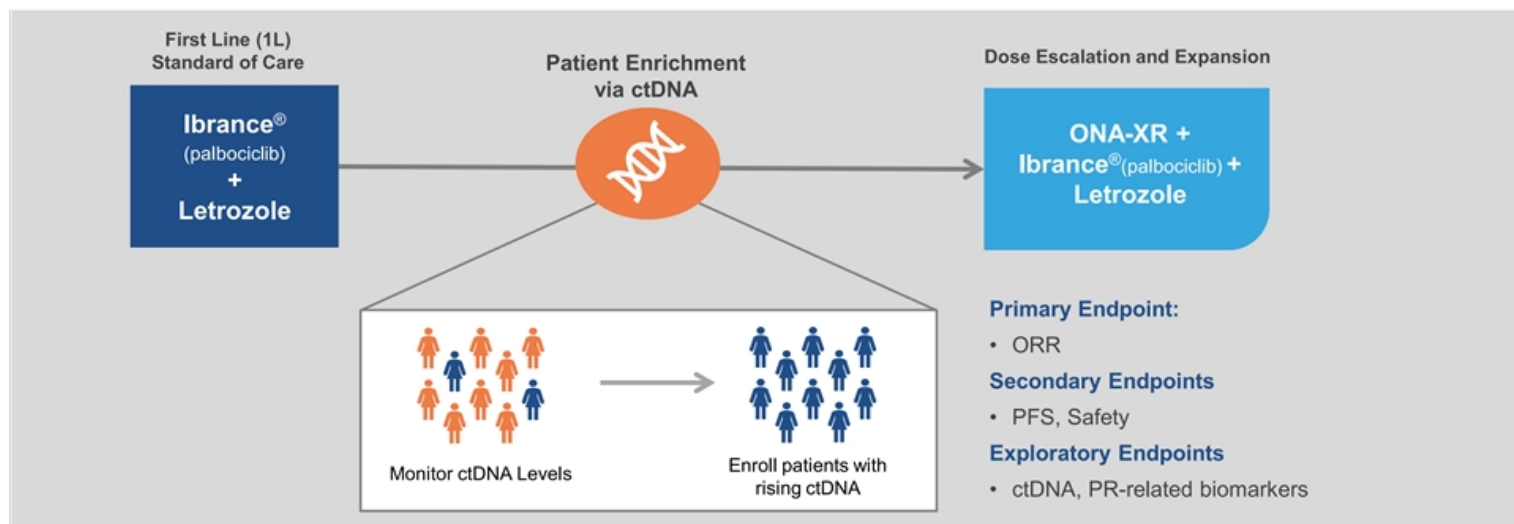 First Line (1L)
Standard of Care
Ibrance®
(palbociclib)
+
Letrozole
Patient Enrichment
via ctDNA
Dose Escalation and Expansion
ONA-XR +
Ibrance®(palbociclib) +
Letrozole
Monitor ctDNA Levels
Enroll patients with
rising ctDNA
Primary Endpoint:
• ORR
Secondary Endpoints
• PFS, Safety
Exploratory Endpoints
• ctDNA, PR-related biomarkers